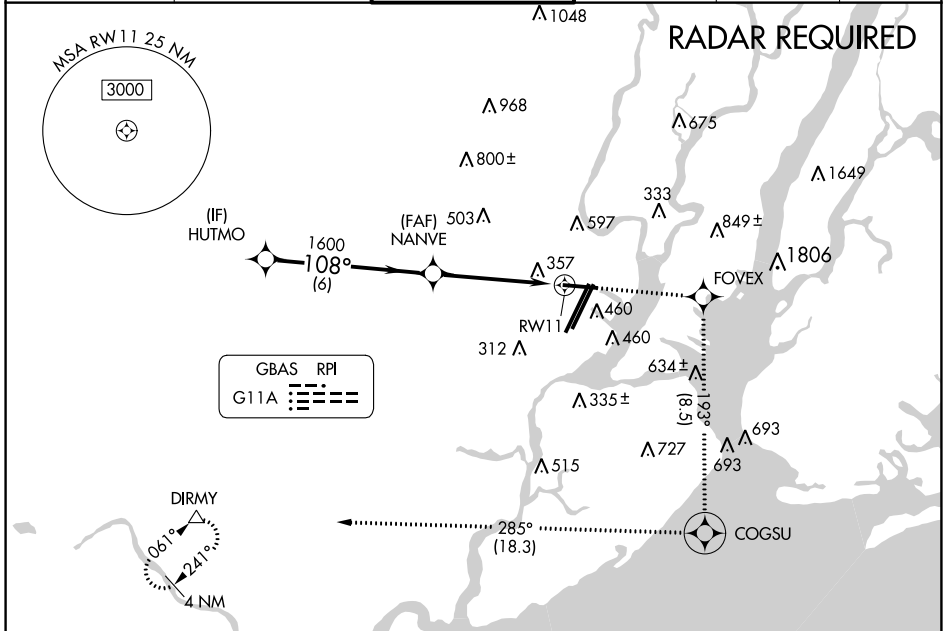 1048
RADAR REQUIRED
MSA RW11 25 NM
3000
968
675
800±
1649
333
(IF)
HUTMO
(FAF)
NANVE
503
597
849±
1600
108°
(6)
1806
357
FOVEX
RW11
460
460
312
GBAS RPI
G11A
634±
193°
(8.5)
335±
693
727
693
515
DIRMY
061°
241°
4 NM
285°
(18.3)
COGSU